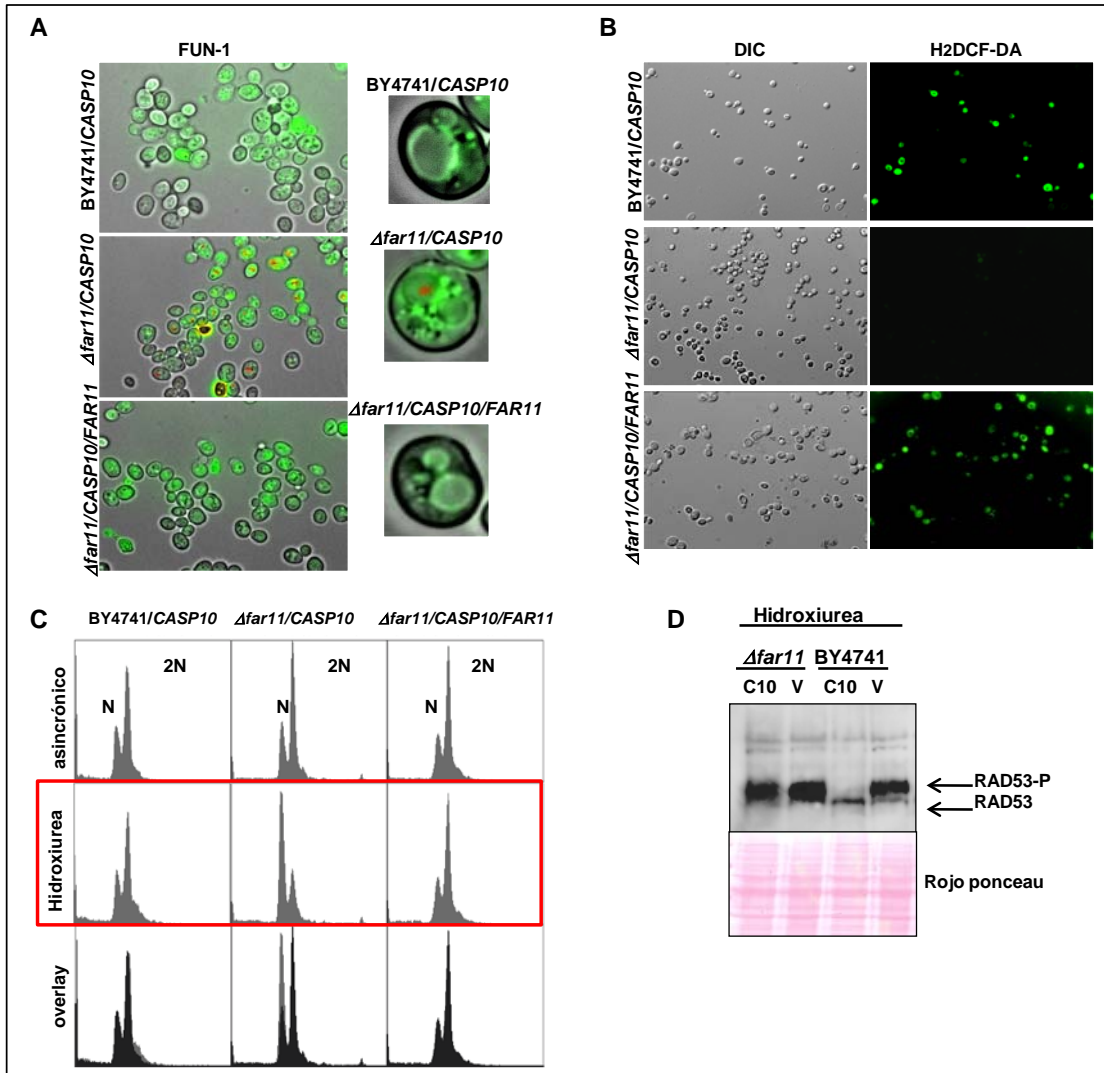 A
FUN-1
BY4741/CASP10
Δfar11/CASP10
Δfar11/CASP10/FAR11
BY4741/CASP10
Δfar11/CASP10
Δfar11/CASP10/FAR11
B
DIC
H2DCF-DA
BY4741/CASP10
Δfar11/CASP10
Δfar11/CASP10/FAR11
C
BY4741/CASP10
Δfar11/CASP10
Δfar11/CASP10/FAR11
asincrónico
N
2N
N
2N
N
2N
Hidroxiurea
overlay
D
Hidroxiurea
Δfar11 BY4741
C10 V C10 V
RAD53-P
RAD53
Rojo ponceau